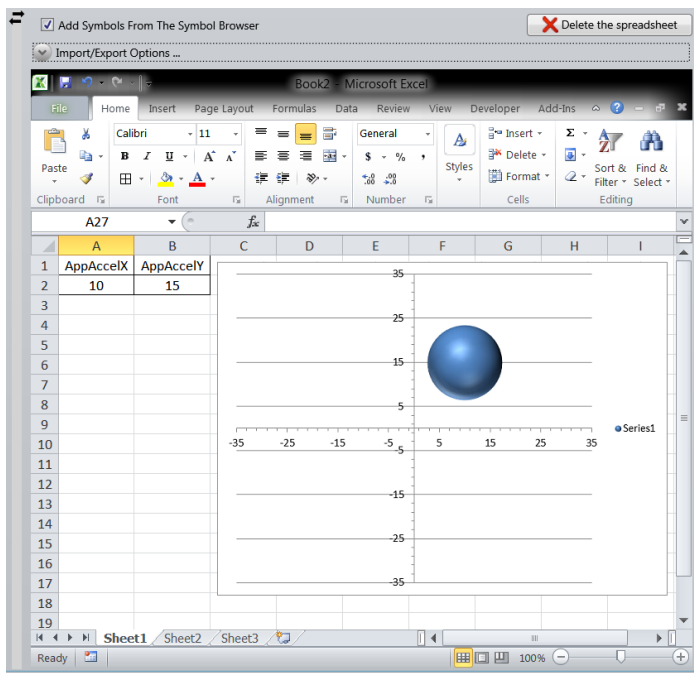 Add Symbols From The Symbol Browser
Delete the spreadsheet
Import/Export Options ...
Book2 - Microsoft Excel
File Home Insert Page Layout Formulas Data Review View Developer Add-Ins
Calibri 11 General Insert Σ
B I U A A $ % , Delete
Paste Styles Sort & Find &
A .00 .00 Format Filter Select
Clipboard Font Alignment Number Cells Editing
A27 fx
A B C D E F G H I
1 AppAccelX AppAccelY
2 10 15
3
4
5
6
7
8
9
10
11
12
13
14
15
16
17
18
19
35
25
15
5
Series1
-35 -25 -15 -5 5 15 25 35
-5
-15
-25
-35
Sheet1 Sheet2 Sheet3
Ready 100%